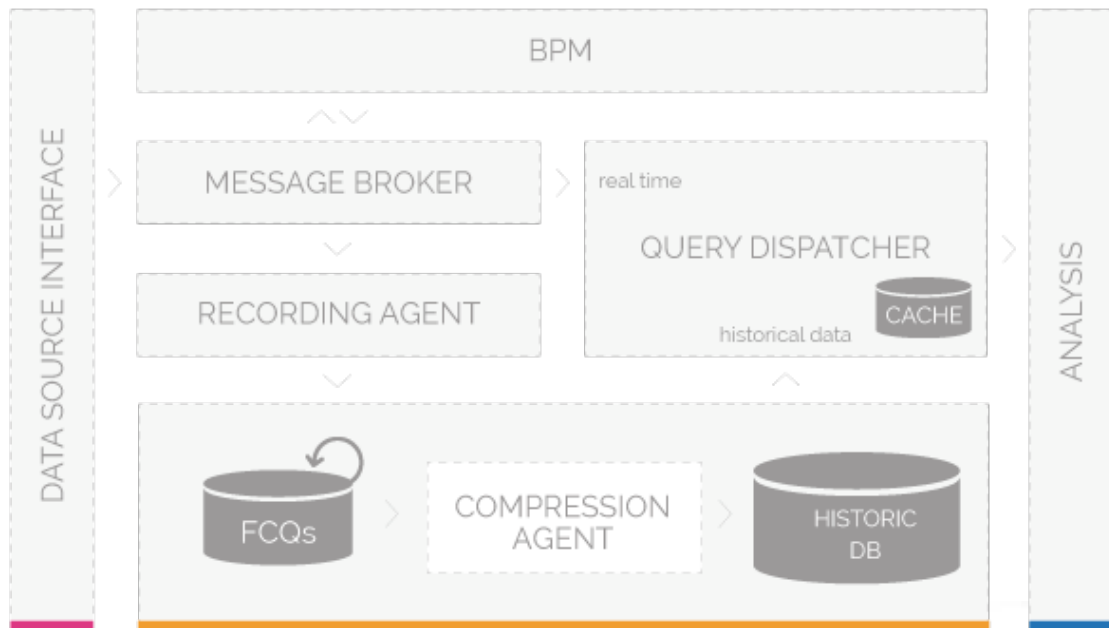 BPM
DATA SOURCE INTERFACE
MESSAGE BROKER
real time
QUERY DISPATCHER
RECORDING AGENT
CACHE
historical data
ANALYSIS
FCQs
COMPRESSION
AGENT
HISTORIC
DB